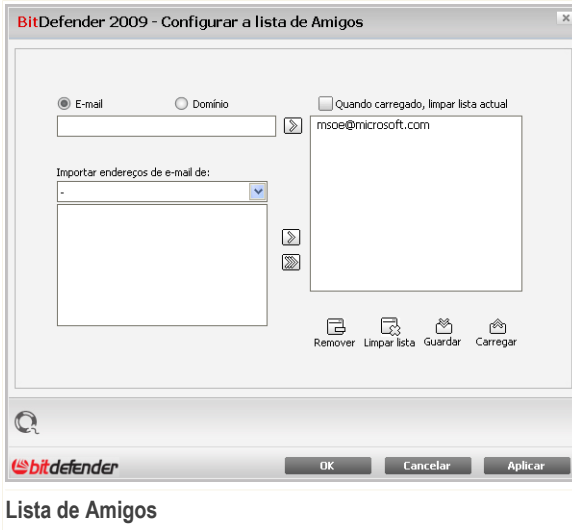 BitDefender 2009 - Configurar a lista de Amigos
E-mail
Domínio
Quando carregado, limpar lista actual
msoe@microsoft.com
Importar endereços de e-mail de:
-
Remover
Limpar lista
Guardar
Carregar
bitdefender
OK
Cancelar
Aplicar
Lista de Amigos